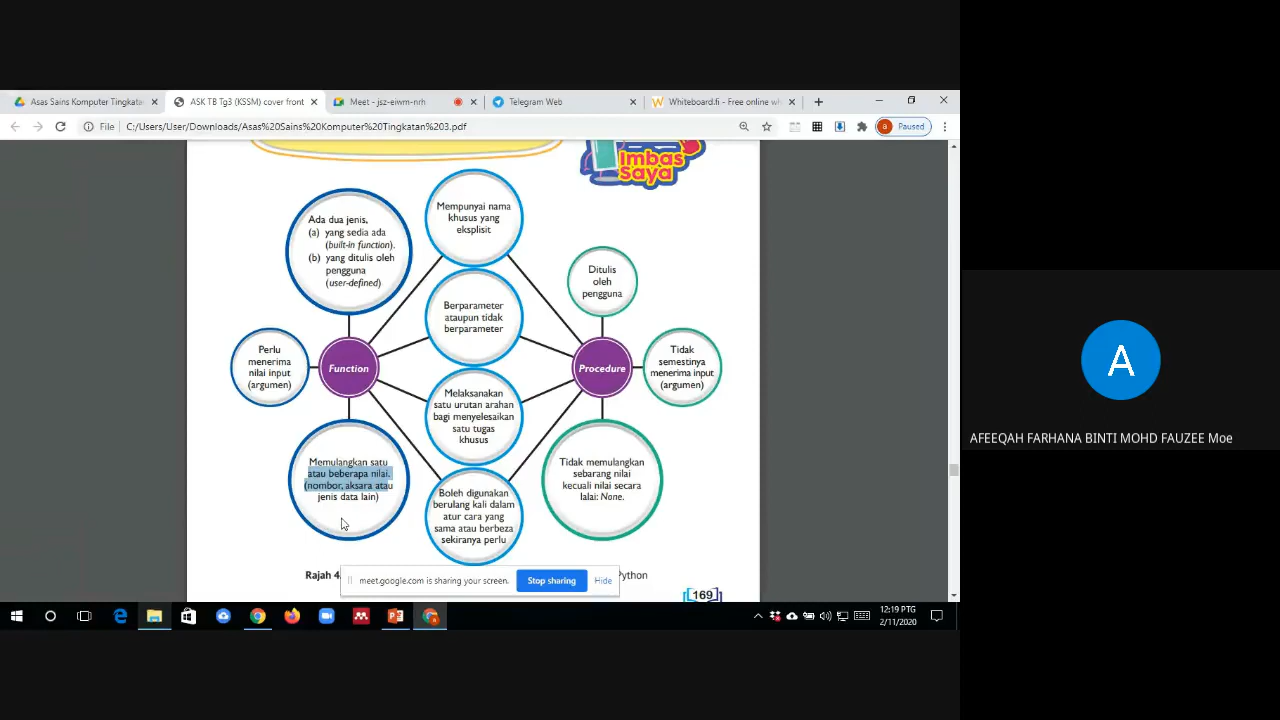 Asas Sains Komputer Tingkata
ASK TB Tg3 (KSSM) cover front
Meet - jsz-eiwm-nrh
Telegram Web
Whiteboard.fi - Free online wh
File
C:/Users/User/Downloads/Asas%20Sains%20Komputer%20Tingkatan%203.pdf
a
Paused
Imbas
Saya
Ada dua jenis,
(a) yang sedia ada
(built-in function).
(b) yang ditulis oleh
pengguna
(user-defined)
Mempunyai nama
khusus yang
eksplisit
Ditulis
oleh
pengguna
Berparameter
ataupun tidak
berparameter
Perlu
menerima
nilai input
(argumen)
Function
Procedure
Tidak
semestinya
menerima input
(argumen)
Melaksanakan
satu urutan arahan
bagi menyelesaikan
satu tugas
khusus
Memulangkan satu
atau beberapa nilai.
(nombor, aksara atau
jenis data lain)
Tidak memulangkan
sebarang nilai
kecuali nilai secara
lalai: None.
Boleh digunakan
berulang kali dalam
atur cara yang
sama atau berbeza
sekiranya perlu
Rajah 4
ython
meet.google.com is sharing your screen.
Stop sharing
Hide
169
12:19 PTG
2/11/2020
A
AFEEQAH FARHANA BINTI MOHD FAUZEE Moe